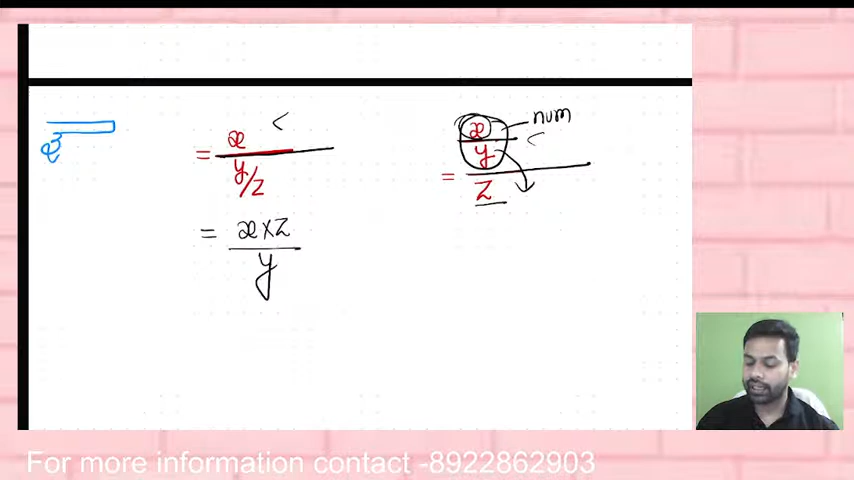 = x
y/z
= x×z
y
num
x
y
= z
For more information contact -8922862903